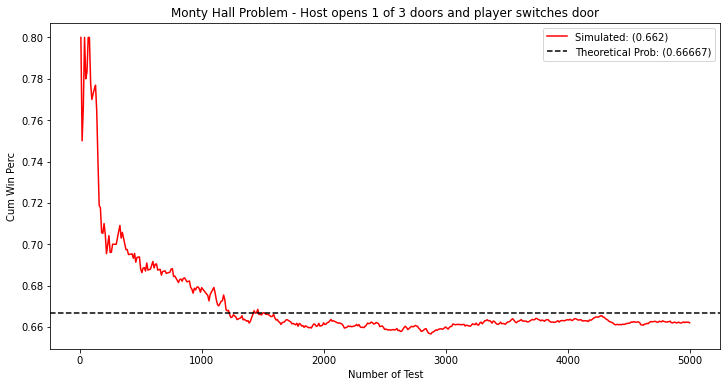 Monty Hall Problem - Host opens 1 of 3 doors and player switches door
Simulated: (0.662)
Theoretical Prob: (0.66667)
Cum Win Perc
0.80
0.78
0.76
0.74
0.72
0.70
0.68
0.66
0 1000 2000 3000 4000 5000
Number of Test